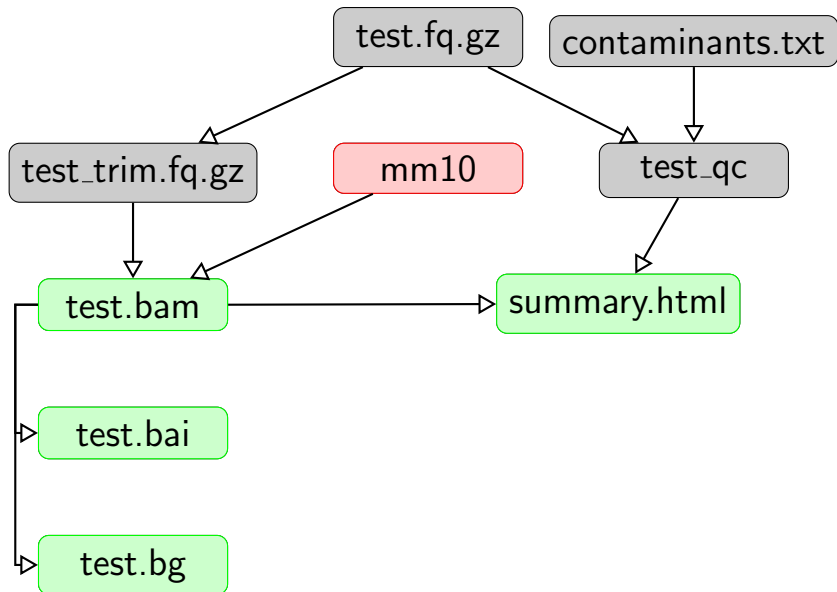 test.fq.gz
contaminants.txt
test_trim.fq.gz
mm10
test_qc
test.bam
summary.html
test.bai
test.bg